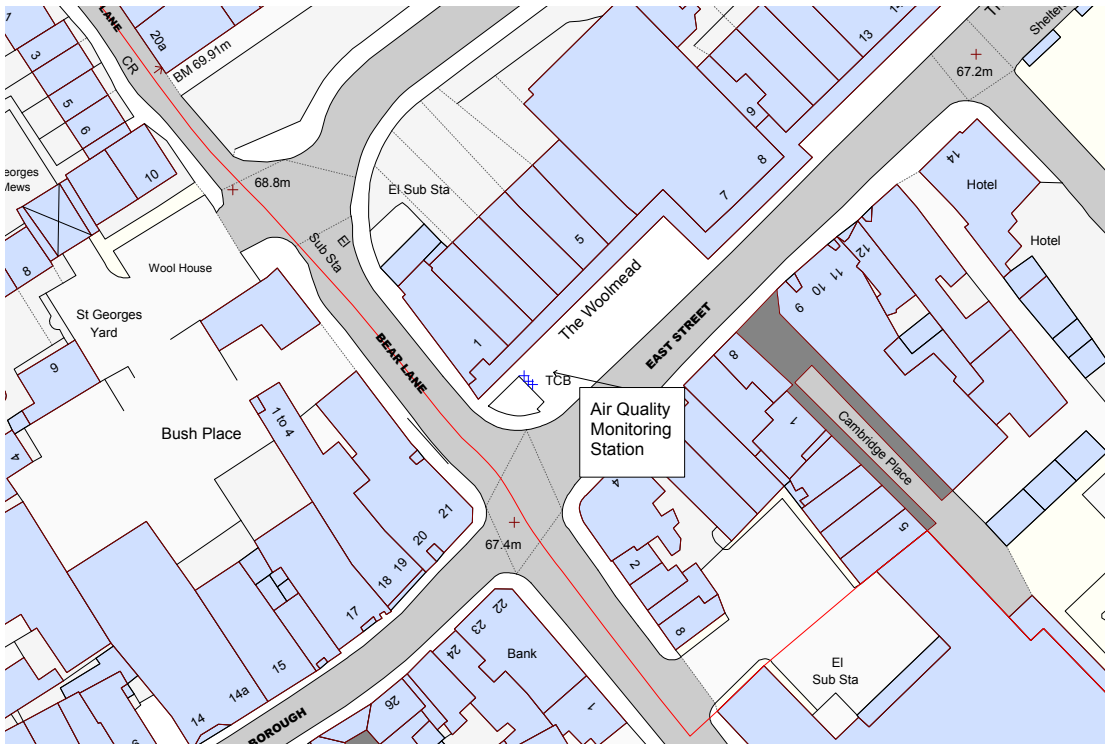 LANE
20a
BM 69.91m
CR
1
3
5
6
10
eorges
Mews
8
68.8m
El Sub Sta
El
Sub Sta
Wool House
St Georges
Yard
9
4
BEAR LANE
1
5
The Woolmead
7
8
9
13
EAST STREET
67.2m
Shelter
14
Hotel
Hotel
12
11
10
9
8
1
Cambridge Place
5
TCB
Air Quality
Monitoring
Station
Bush Place
1 to 4
21
20
19
18
17
15
14a
14
67.4m
4
2
8
22
23
24
26
Bank
1
El
Sub Sta
BOROUGH